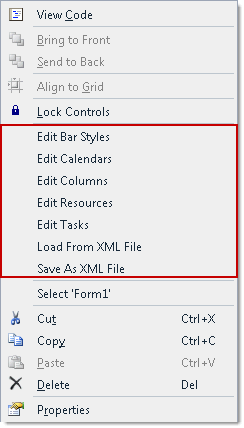 View Code
Bring to Front
Send to Back
Align to Grid
Lock Controls
Edit Bar Styles
Edit Calendars
Edit Columns
Edit Resources
Edit Tasks
Load From XML File
Save As XML File
Select 'Form1'
Cut Ctrl+X
Copy Ctrl+C
Paste Ctrl+V
Delete Del
Properties